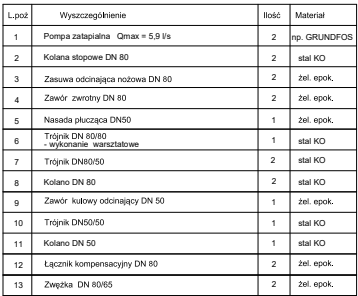 L.poż Wyszczególnienie Ilość Materiał
1 Pompa zatapialna Qmax = 5,9 l/s 2 np. GRUNDFOS
2 Kolana stopowe DN 80 2 stal KO
3 Zasuwa odcinająca nożowa DN 80 2 żel. epok.
4 Zawór zwrotny DN 80 2 żel. epok.
5 Nasada płucząca DN50 1 żel. epok.
6 Trójnik DN 80/80 1 stal KO
- wykonanie warsztatowe
7 Trójnik DN80/50 2 stal KO
8 Kolano DN 80 2 stal KO
9 Zawór kulowy odcinający DN 50 1 żel. epok.
10 Trójnik DN50/50 1 stal KO
11 Kolano DN 50 1 stal KO
12 Łącznik kompensacyjny DN 80 2 żel. epok.
13 Zwężka DN 80/65 2 żel. epok.